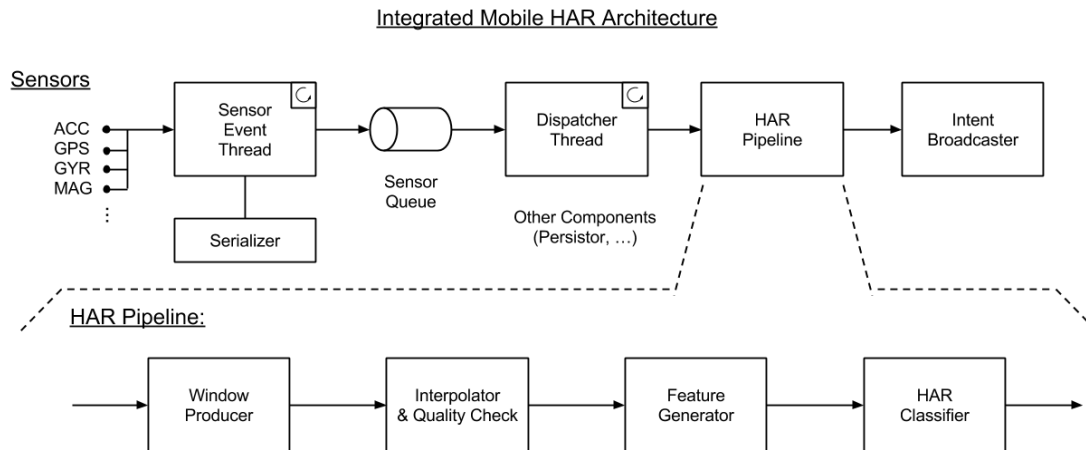 Integrated Mobile HAR Architecture
Sensors
ACC
GPS
GYR
MAG
⋮
Sensor
Event
Thread
Serializer
Sensor
Queue
Dispatcher
Thread
Other Components
(Persistor, …)
HAR
Pipeline
Intent
Broadcaster
HAR Pipeline:
Window
Producer
Interpolator
& Quality Check
Feature
Generator
HAR
Classifier